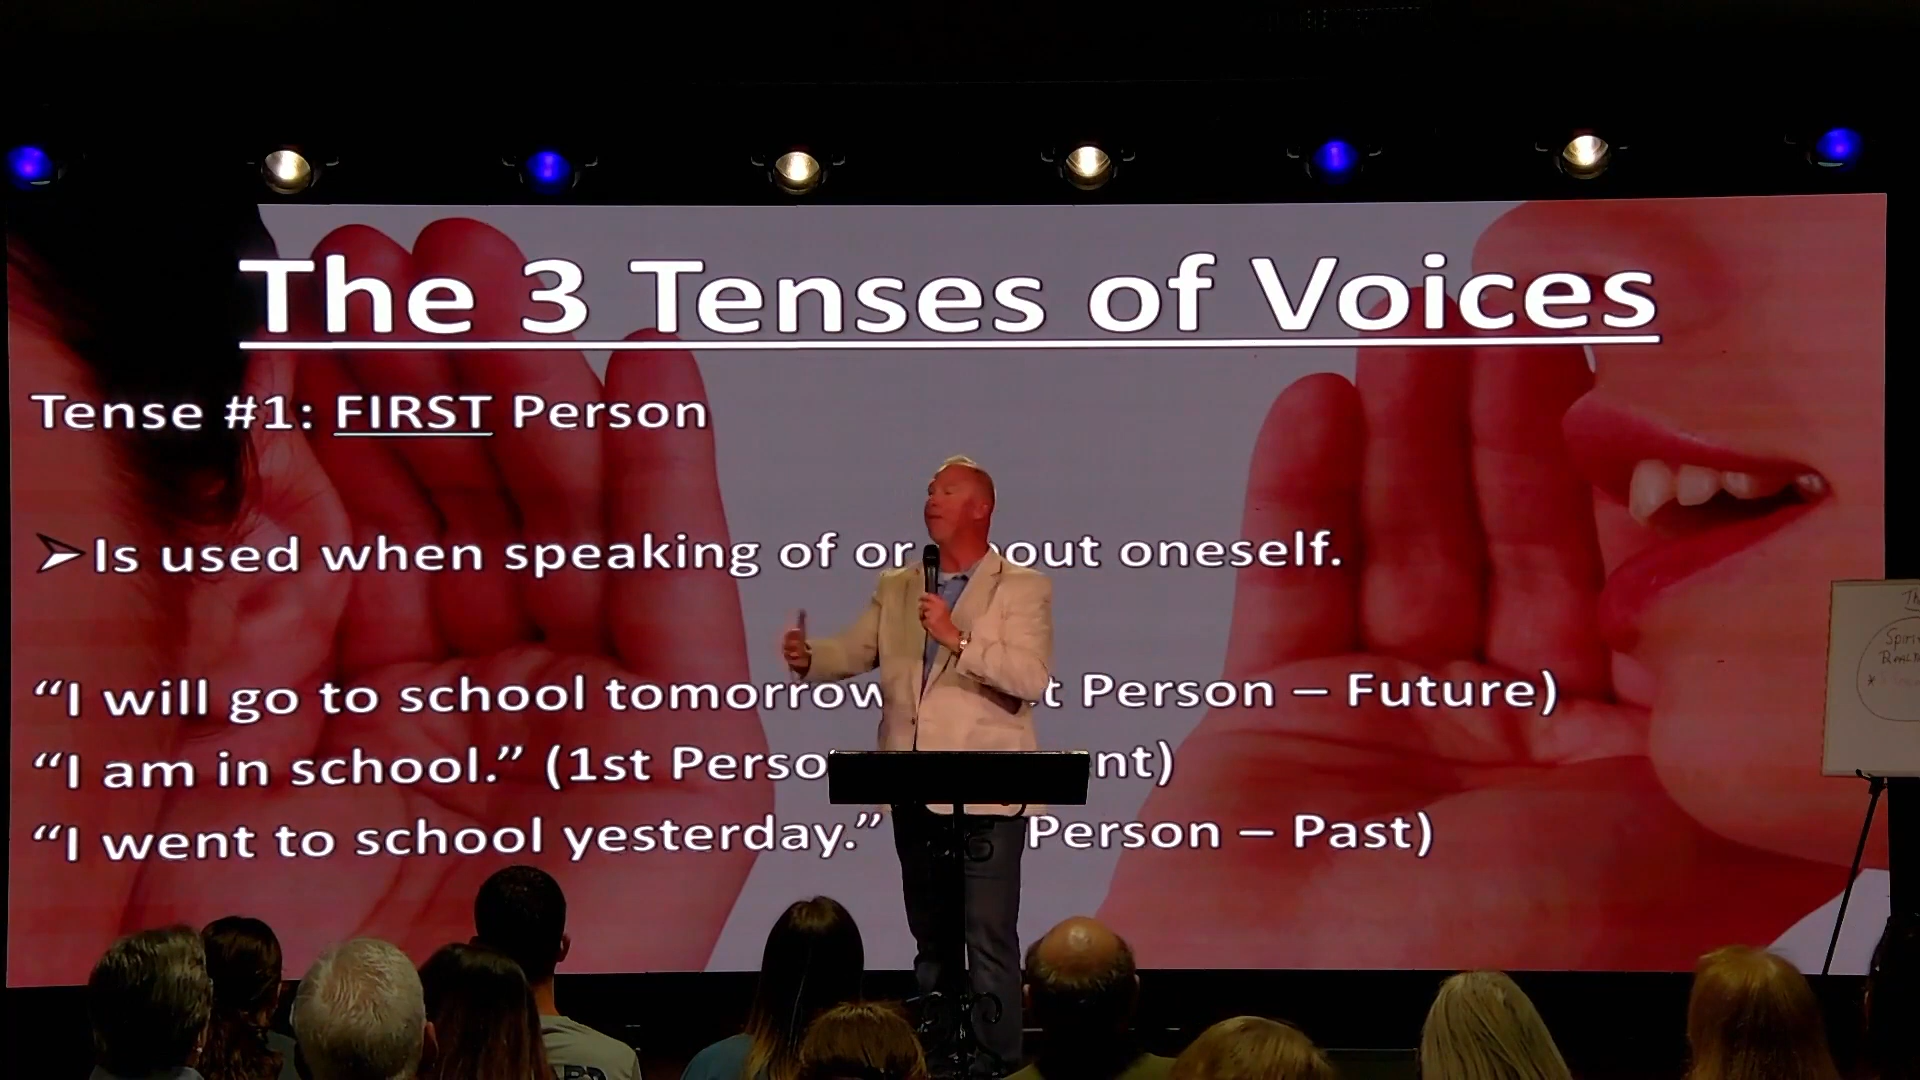 The 3 Tenses of Voices
Tense #1: FIRST Person
➢Is used when speaking of or bout oneself.
“I will go to school tomorrow t Person – Future)
“I am in school.” (1st Perso nt)
“I went to school yesterday.” Person – Past)